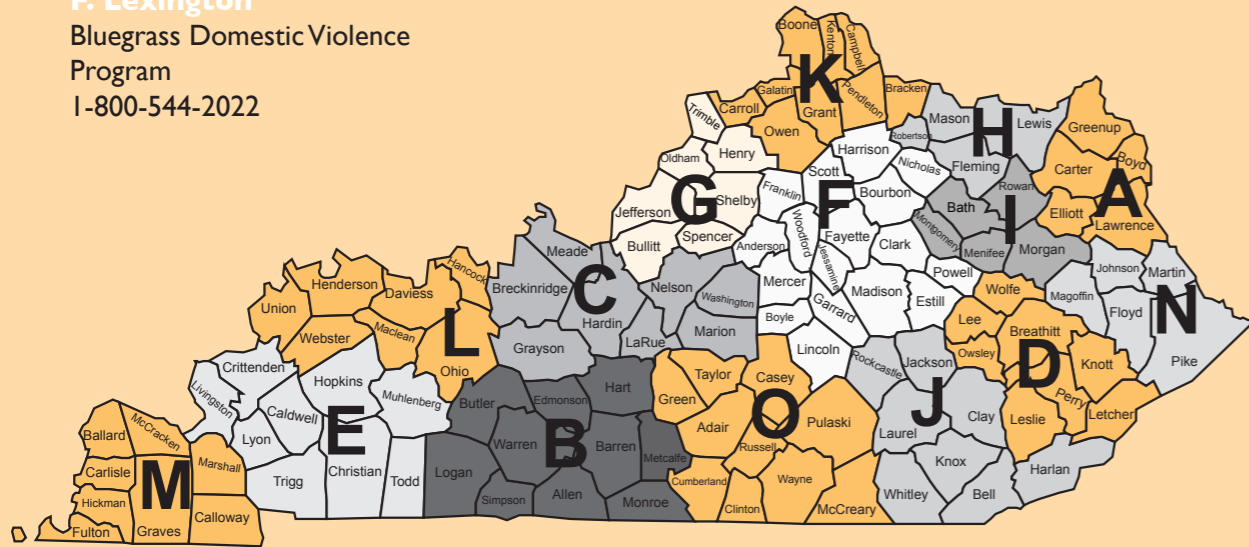 F. Lexington
Bluegrass Domestic Violence
Program
1-800-544-2022
Boone
Kenton
Campbell
K
Galatin
Pendleton
Bracken
Carroll
Grant
Owen
Trimble
Mason
H
Lewis
Greenup
Robertson
Harrison
Henry
Oldham
Fleming
Boyd
Carter
Nicholas
Scott
Rowan
A
Franklin
Bourbon
Shelby
G
F
Bath
I
Elliott
Jefferson
Lawrence
Woodford
Montgomery
Fayette
Spencer
Bullitt
Anderson
Clark
Menifee
Morgan
Meade
Jessamine
Johnson
Martin
Powell
Hancock
Breckinridge
C
Nelson
Mercer
Madison
Wolfe
Magoffin
Henderson
Daviess
Washington
Estill
Floyd
N
Union
Garrard
Boyle
Lee
Hardin
Breathitt
Maclean
Webster
L
Marion
LaRue
Lincoln
Grayson
Owsley
D
Rockcastle
Jackson
Knott
Pike
Crittenden
Ohio
Taylor
Casey
Hopkins
Hart
Livingston
Muhlenberg
Butler
Edmonson
Green
Perry
Caldwell
O
J
Clay
Letcher
McCracken
Pulaski
Leslie
Ballard
Lyon
E
Adair
Warren
B
Barren
Laurel
Russell
Marshall
Metcalfe
Knox
Carlisle
Logan
Harlan
M
Trigg
Christian
Todd
Cumberland
Wayne
Whitley
Bell
Allen
Simpson
Monroe
Hickman
Clinton
McCreary
Calloway
Fulton
Graves